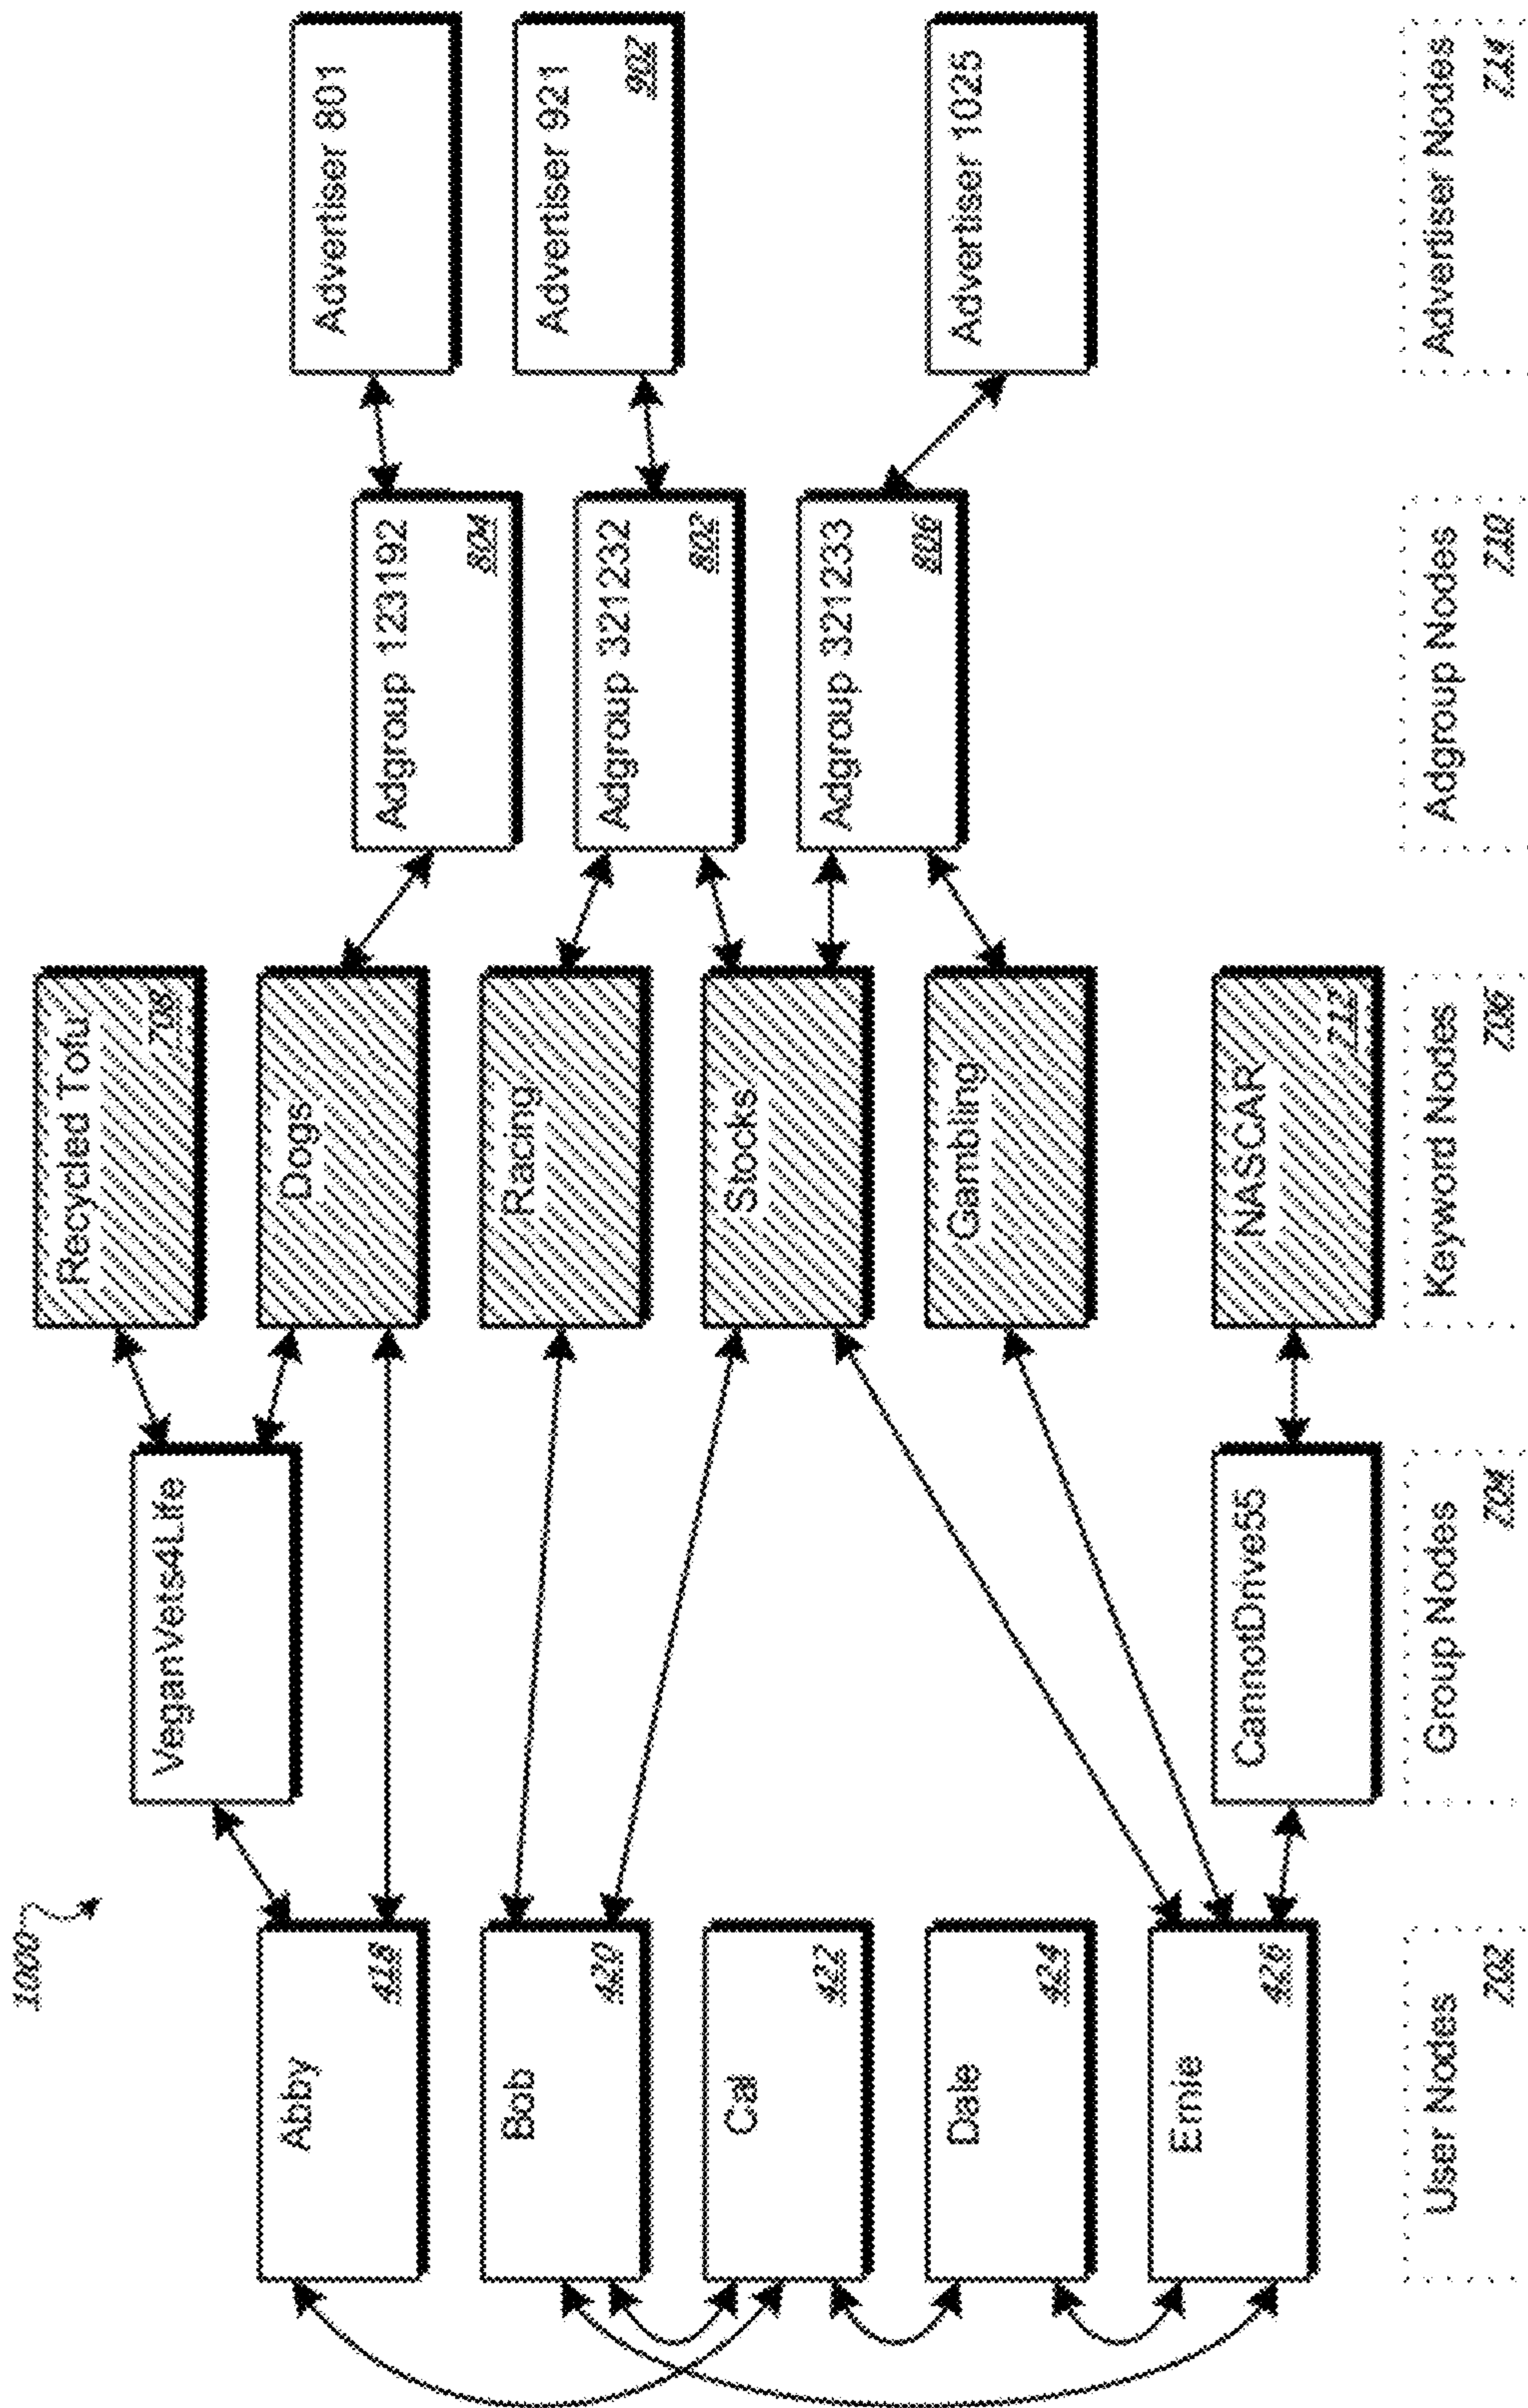 1000
Abby
418
Bob
420
Cal
422
Dale
424
Ernie
426
User Nodes
702
VeganVets4Life
CannotDrive55
Group Nodes
704
Recycled Tofu
708
Dogs
Racing
Stocks
Gambling
NASCAR
712
Keyword Nodes
706
Adgroup 123192
804
Adgroup 321232
802
Adgroup 321233
806
Adgroup Nodes
710
Advertiser 801
Advertiser 921
902
Advertiser 1025
Advertiser Nodes
714